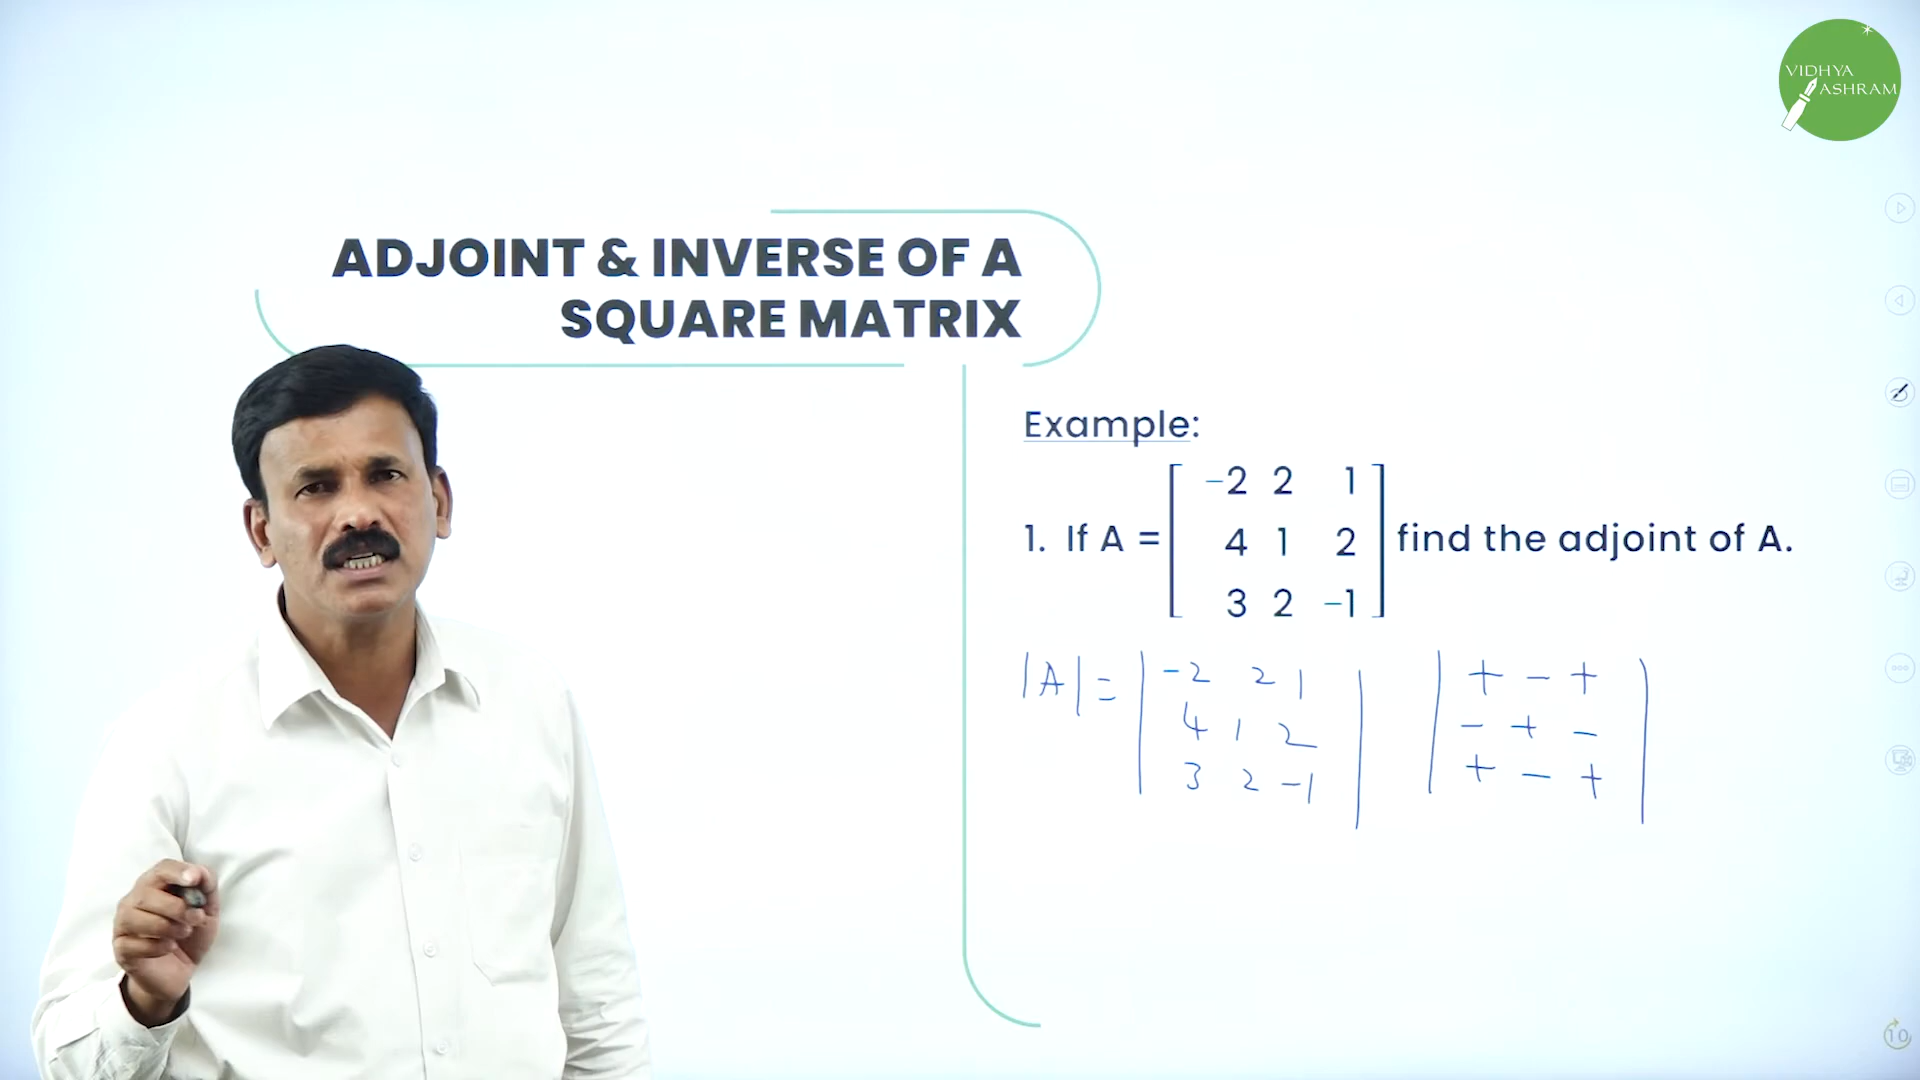 VIDHYA
ASHRAM
ADJOINT & INVERSE OF A
SQUARE MATRIX
Example:
-2 2 1
1. If A = 4 1 2 find the adjoint of A.
3 2 -1
|A| = | -2 2 1 | | + - + |
4 1 2 - + -
3 2 -1 + - +
10